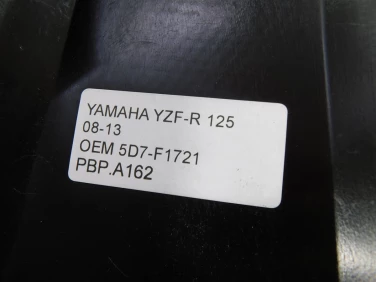 YAMAHA YZF-R 125
08-13
OEM 5D7-F1721
PBP.A162